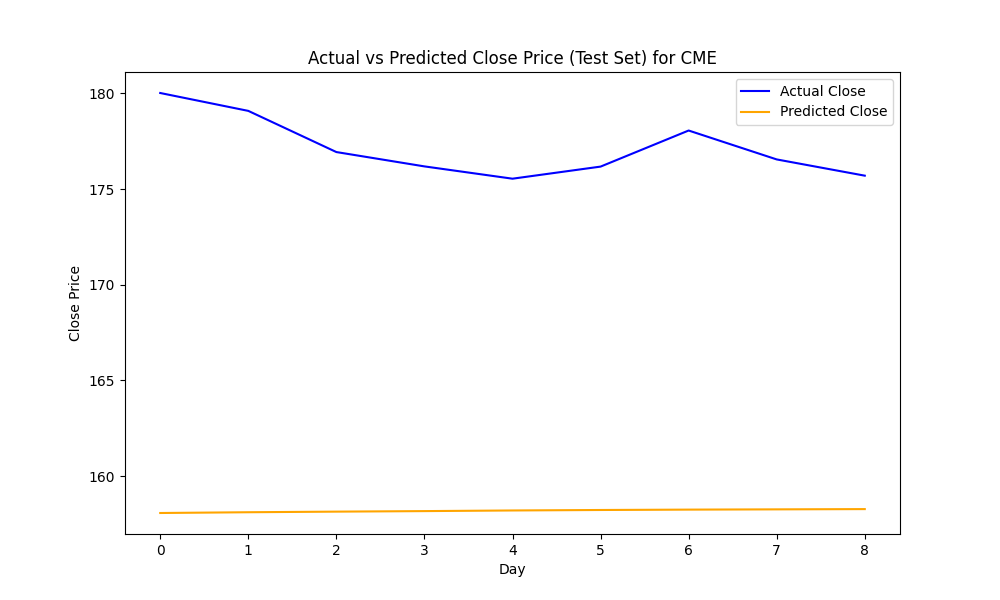 Actual vs Predicted Close Price (Test Set) for CME
Actual Close
Predicted Close
180
175
170
165
160
Close Price
0 1 2 3 4 5 6 7 8
Day